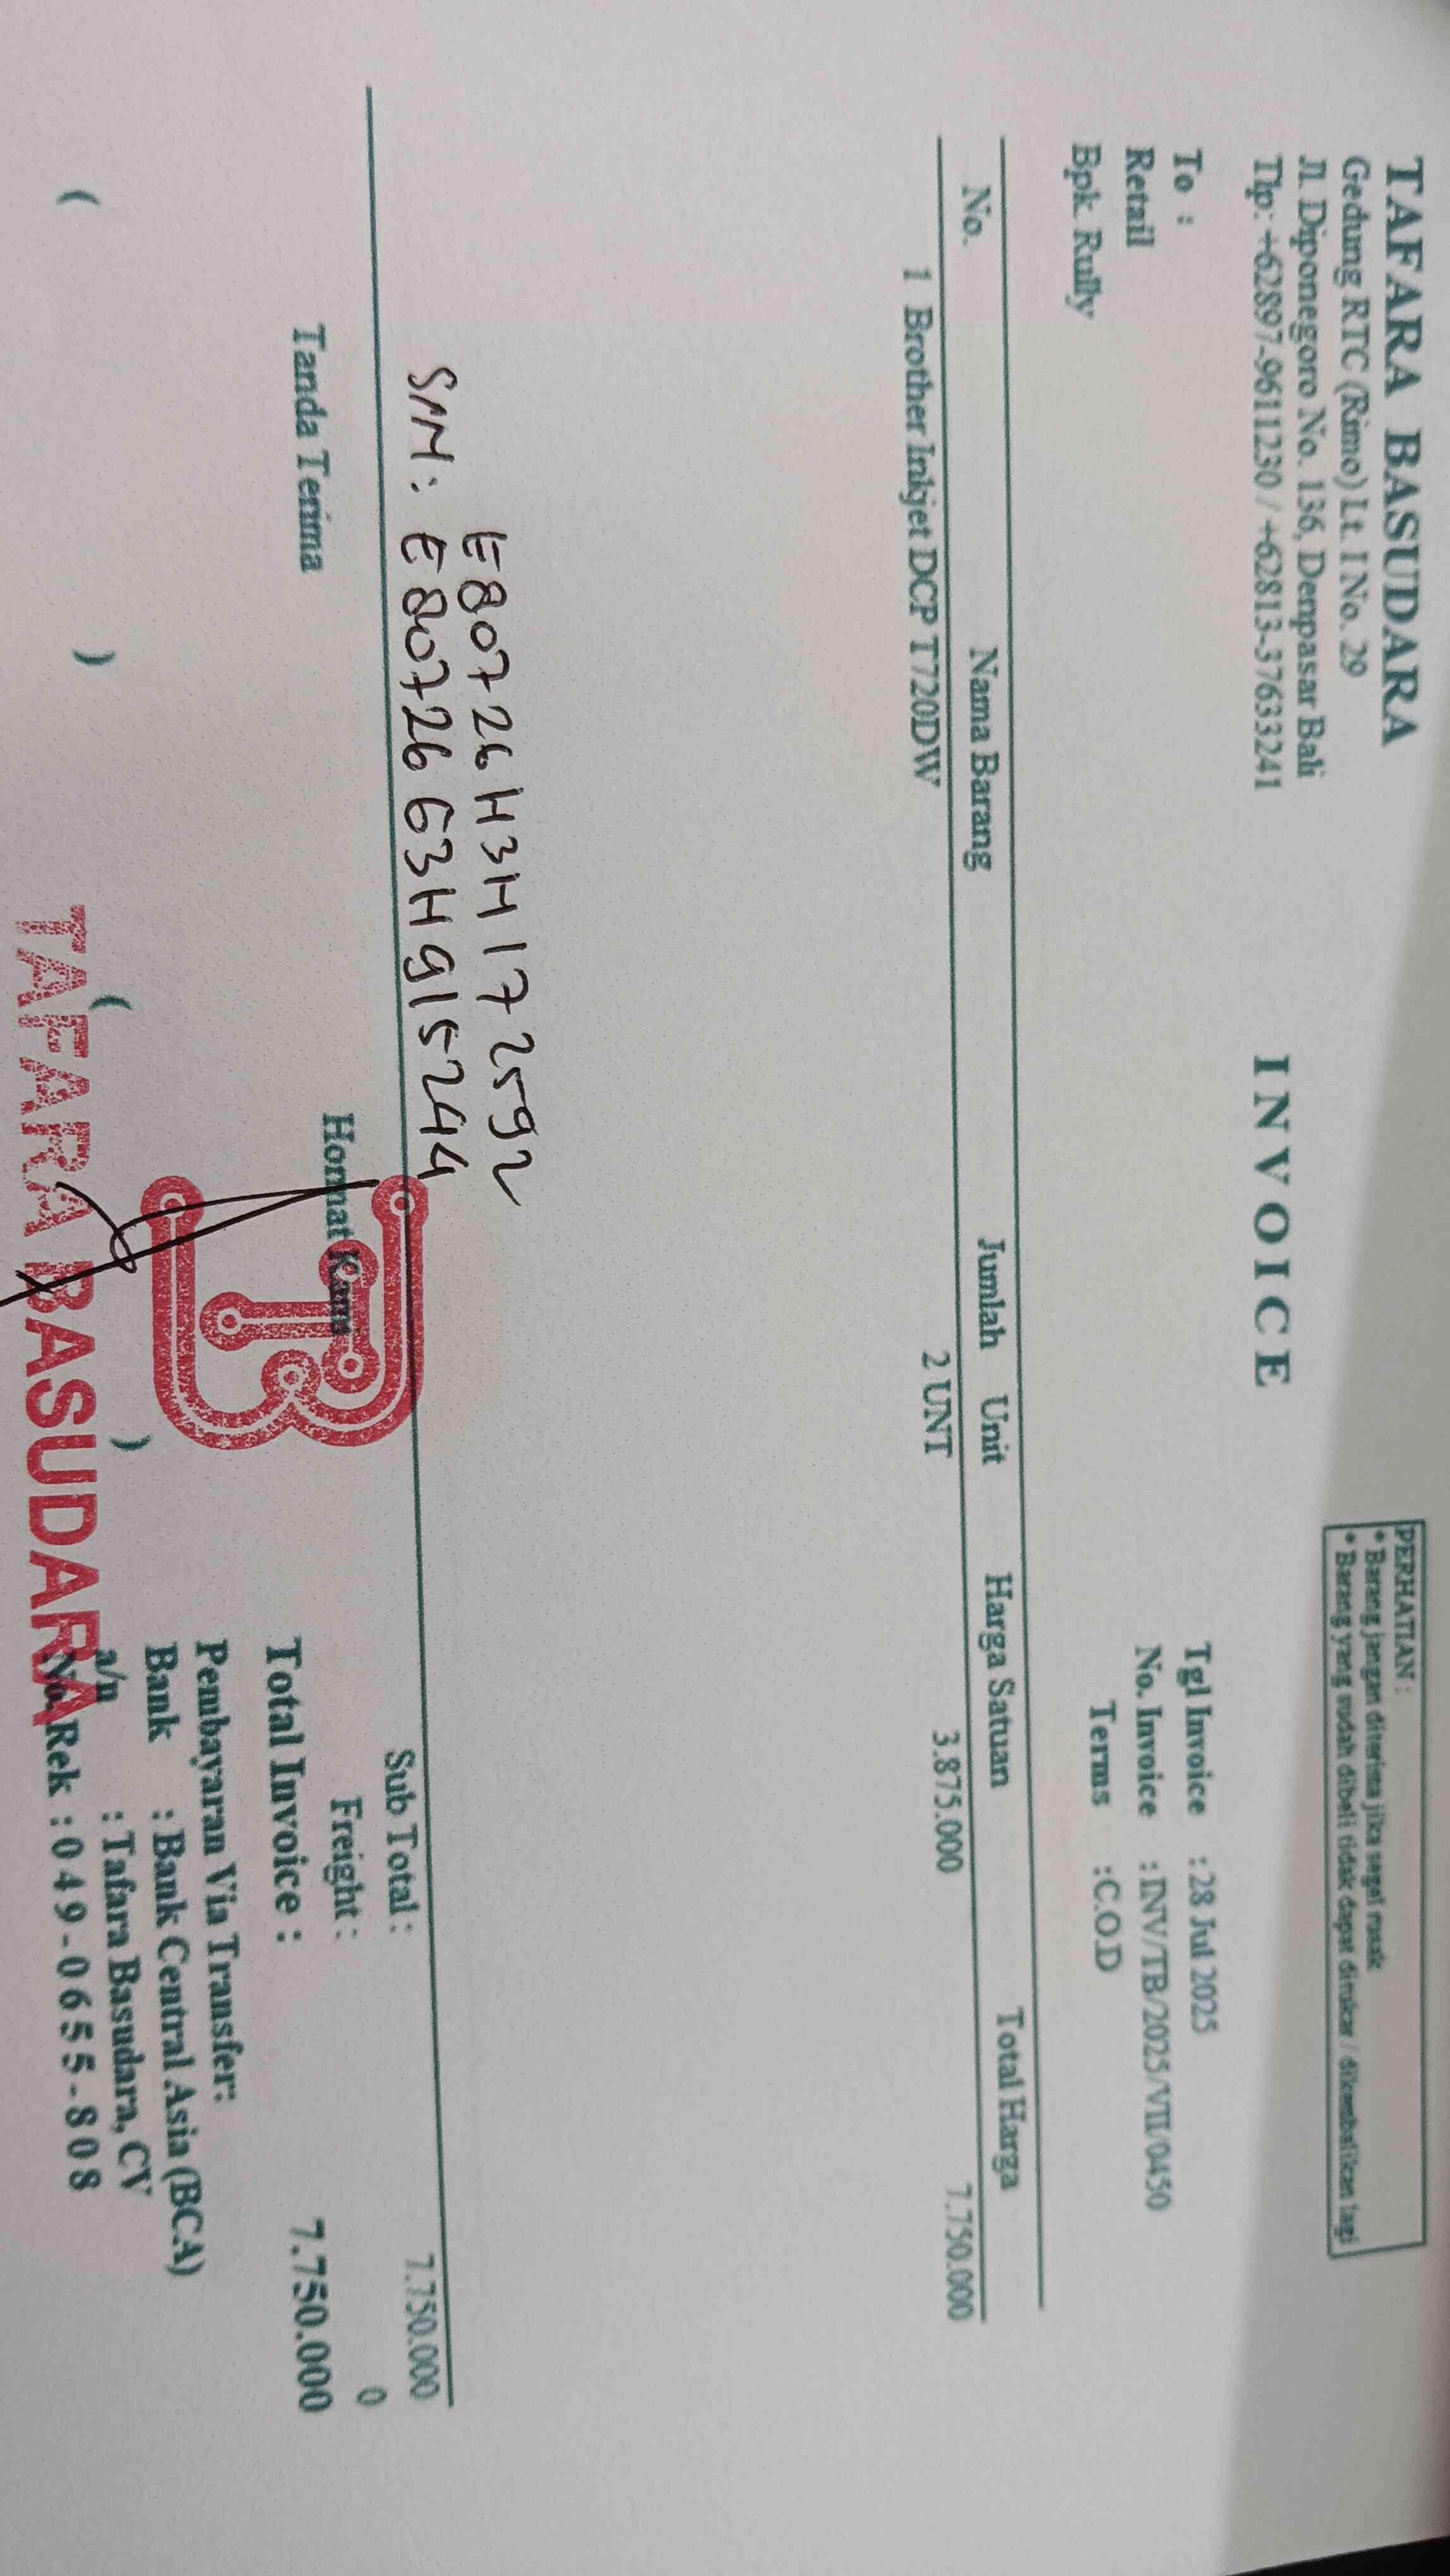 TAFARA BASUDARA
Gedung RTC (Rimo) Lt. I No. 29
Jl. Diponegoro No. 136, Denpasar Bali
Tlp: +62897-9611230 / +62813-37633241
INVOICE
PERHATIAN :
* Barang jangan diterima jika segel rusak
* Barang yang sudah dibeli tidak dapat ditukar / dikembalikan lagi
To :
Retail
Bpk Rully
Tgl Invoice : 28 Jul 2025
No. Invoice : INV/TB/2025/VII/0450
Terms : C.O.D
No. Nama Barang Jumlah Unit Harga Satuan Total Harga
1 Brother Inkjet DCP T720DW 2 UNT 3.875.000 7.750.000
E80726H3H172592
S/N : E8072663H915244
Sub Total : 7.750.000
Freight : 0
Total Invoice : 7.750.000
Tanda Terima Hormat Kami
Pembayaran Via Transfer:
Bank : Bank Central Asia (BCA)
a/n : Tafara Basudara, CV
No. Rek : 049-0655-808
( ) ( )
TAFARA BASUDARA